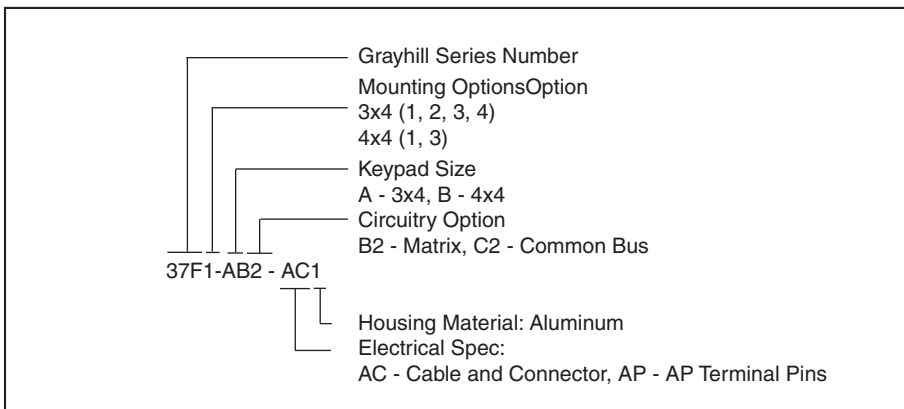 Grayhill Series Number
Mounting OptionsOption
3x4 (1, 2, 3, 4)
4x4 (1, 3)
Keypad Size
A - 3x4, B - 4x4
Circuitry Option
B2 - Matrix, C2 - Common Bus
37F1-AB2 - AC1
Housing Material: Aluminum
Electrical Spec:
AC - Cable and Connector, AP - AP Terminal Pins